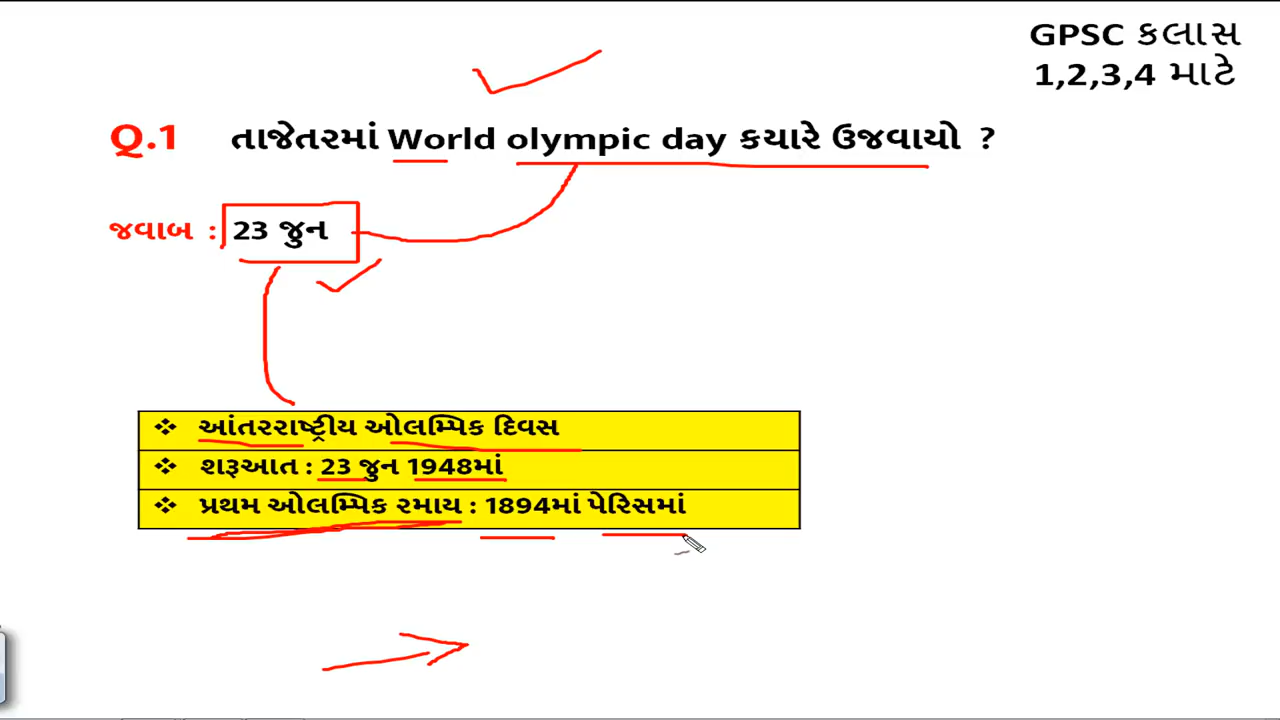 GPSC કલાસ
1,2,3,4 માટે
Q.1 તાજેતરમાં World olympic day કયારે ઉજવાયો ?
જવાબ : 23 જુન
❖ આંતરરાષ્ટ્રીય ઓલમ્પિક દિવસ
❖ શરૂઆત : 23 જુન 1948માં
❖ પ્રથમ ઓલમ્પિક રમાય : 1894માં પેરિસમાં